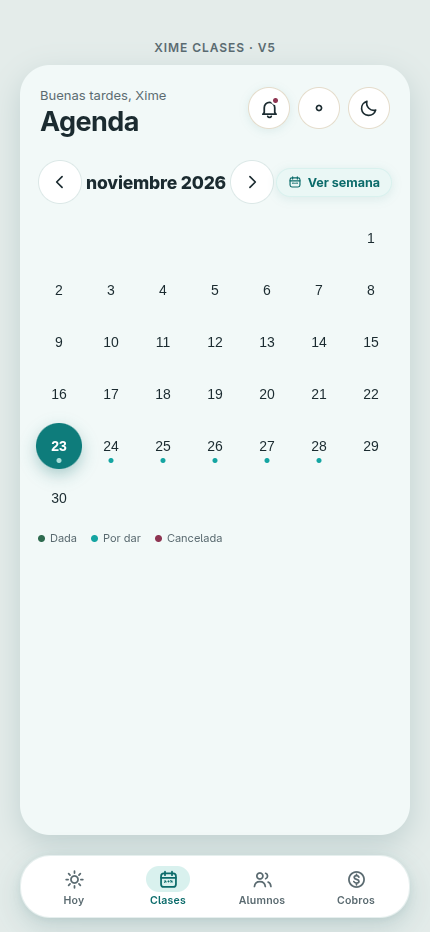 XIME CLASES · V5
Buenas tardes, Xime
Agenda
noviembre 2026
Ver semana
1
2 3 4 5 6 7 8
9 10 11 12 13 14 15
16 17 18 19 20 21 22
23 24 25 26 27 28 29
30
Dada Por dar Cancelada
Hoy Clases Alumnos Cobros